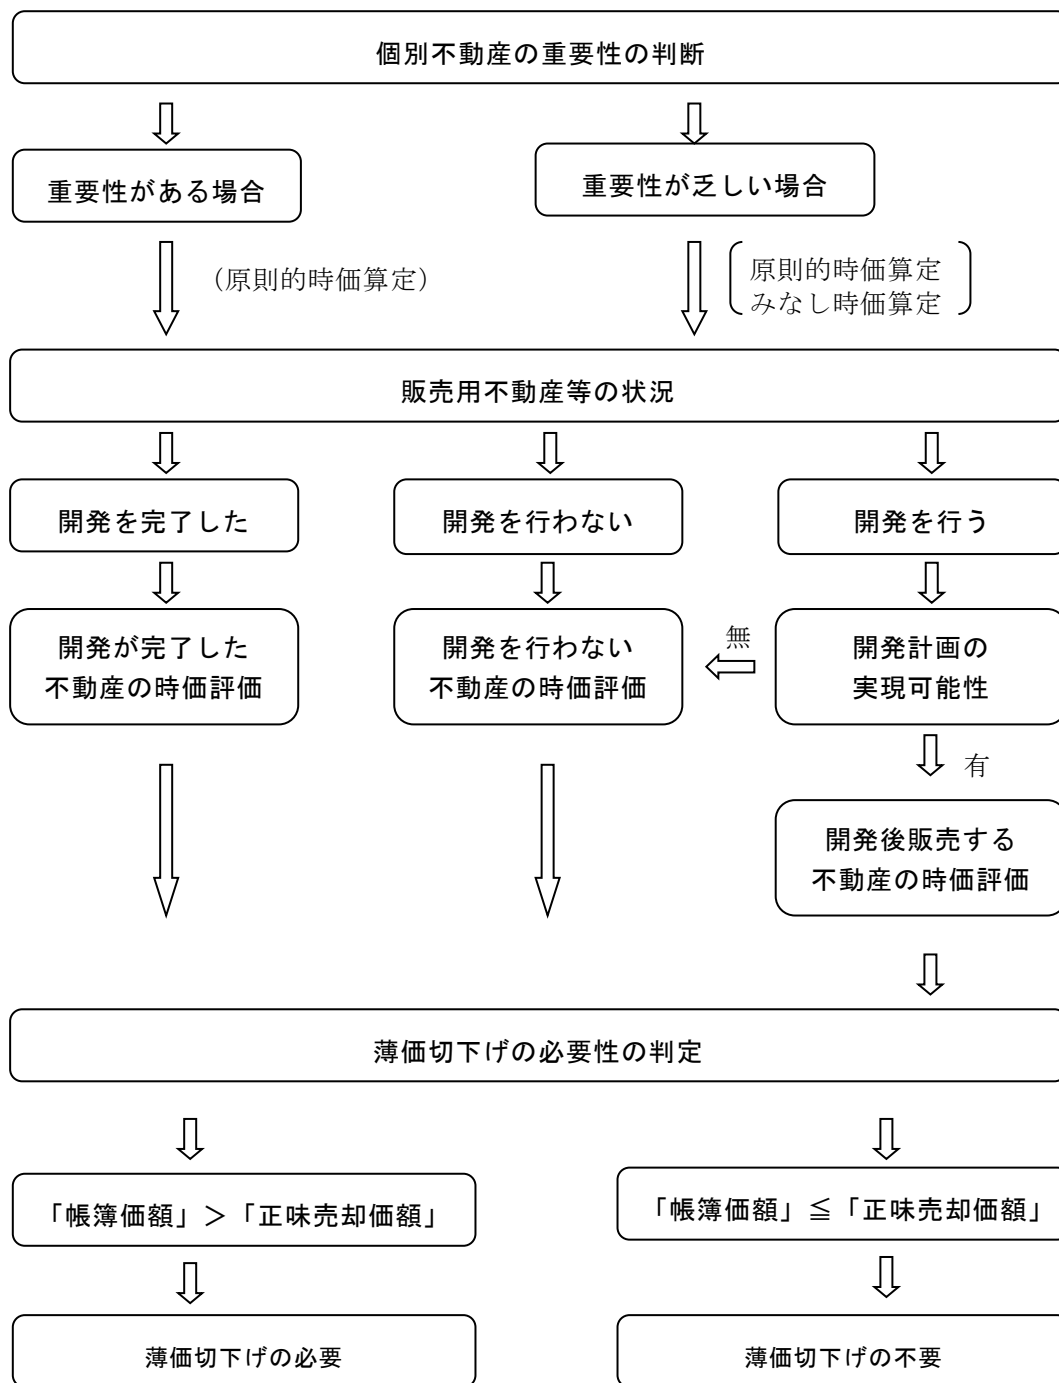 個別不動産の重要性の判断
重要性がある場合
重要性が乏しい場合
（原則的時価算定）
原則的時価算定
みなし時価算定
販売用不動産等の状況
開発を完了した
開発を行わない
開発を行う
開発が完了した
不動産の時価評価
開発を行わない
不動産の時価評価
無
開発計画の
実現可能性
有
開発後販売する
不動産の時価評価
薄価切下げの必要性の判定
「帳簿価額」＞「正味売却価額」
「帳簿価額」≦「正味売却価額」
薄価切下げの必要
薄価切下げの不要